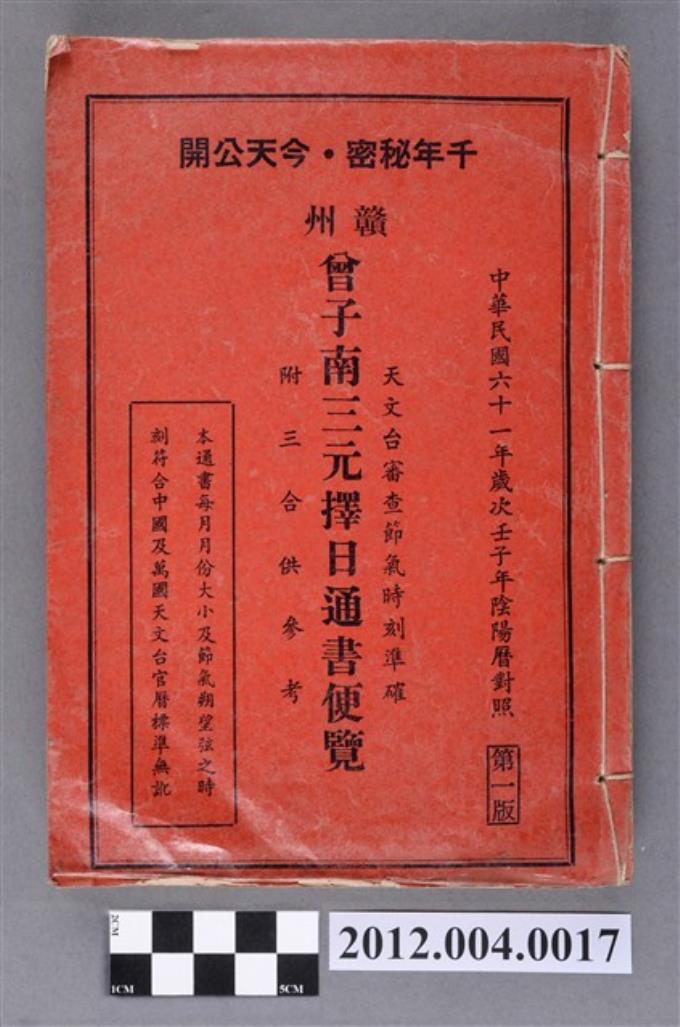 千年秘密・今天公開
贛州
中華民國六十一年歲次壬子年陰陽曆對照
第一版
天文台審查節氣時刻準確
曾子南三元擇日通書便覽
附三合供參考
本通書每月月份大小及節氣朔望弦之時
刻符合中國及萬國天文台官曆標準無訛
2CM
1CM
5CM
2012.004.0017